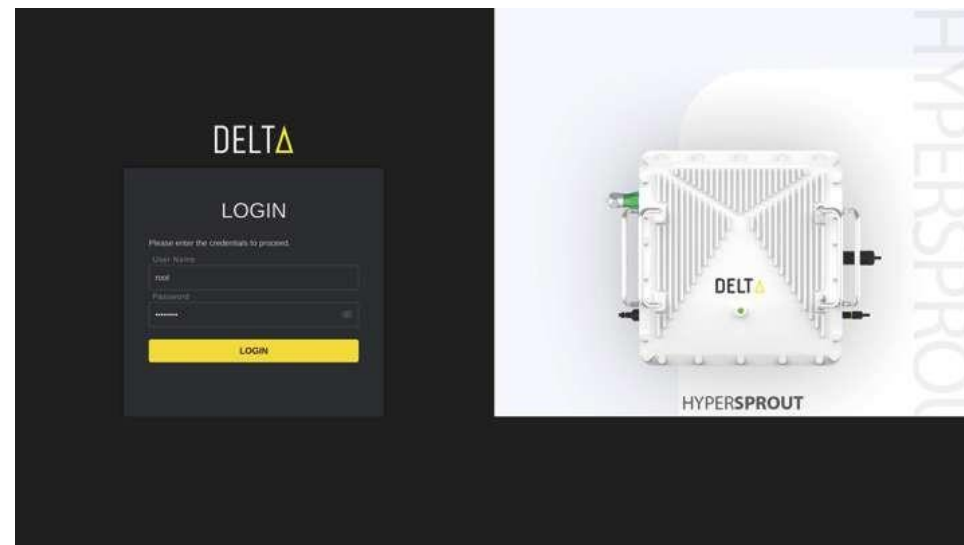 DELTA
LOGIN
Please enter the credentials to proceed.
User Name
root
Password
••••••••
LOGIN
HYPERSPROUT
DELTA
HYPERSPROUT